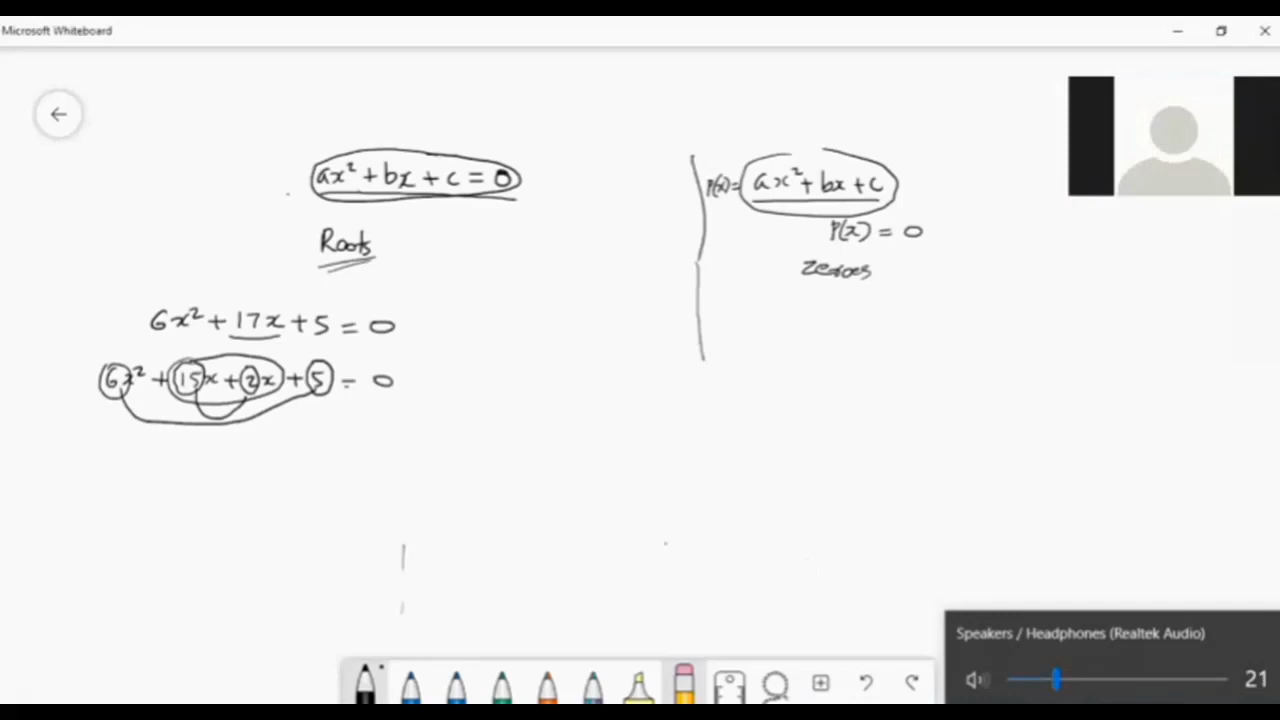 Microsoft Whiteboard
ax² + bx + c = 0
Roots
6x² + 17x + 5 = 0
6x² + 15x + 2x + 5 = 0
P(x) = ax² + bx + c
P(x) = 0
zeroes
Speakers / Headphones (Realtek Audio)
21